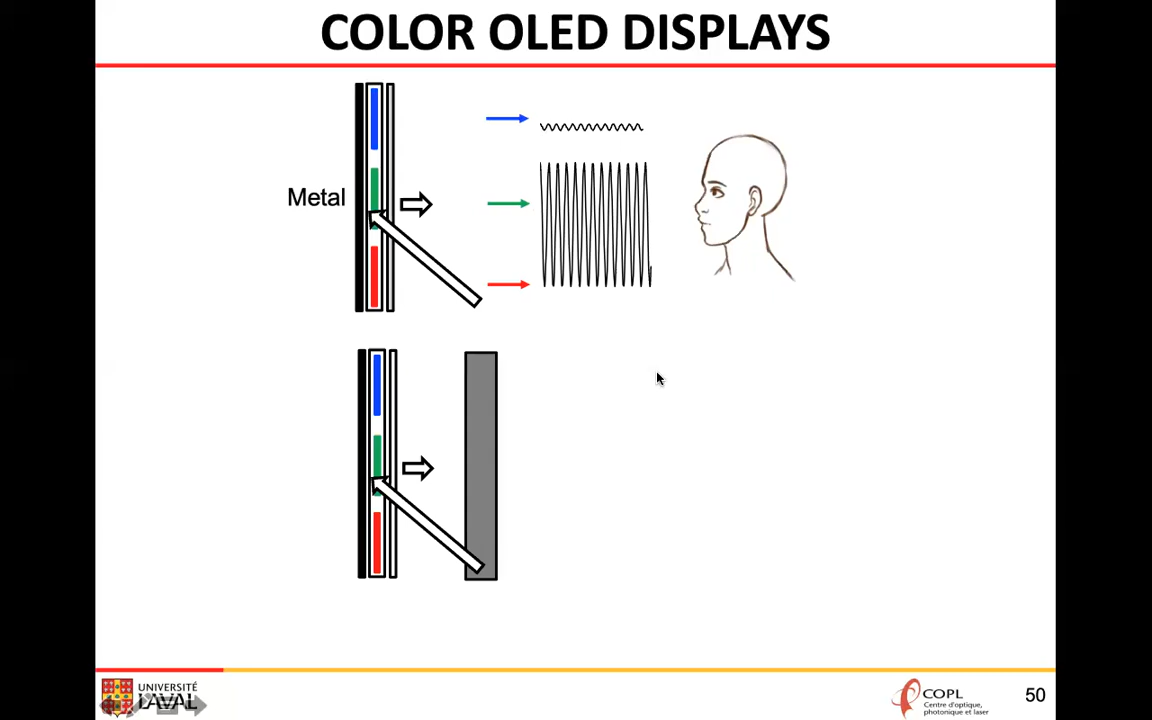 COLOR OLED DISPLAYS
Metal
UNIVERSITÉ
LAVAL
COPL
Centre d'optique,
photonique et laser
50